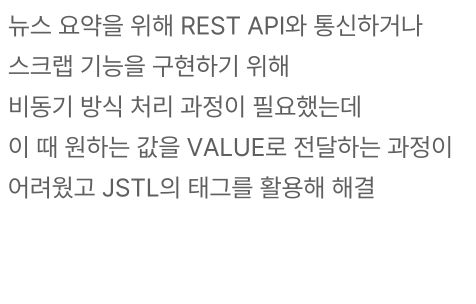 뉴스 요약을 위해 REST API와 통신하거나
스크랩 기능을 구현하기 위해
비동기 방식 처리 과정이 필요했는데
이 때 원하는 값을 VALUE로 전달하는 과정이
어려웠고 JSTL의 태그를 활용해 해결